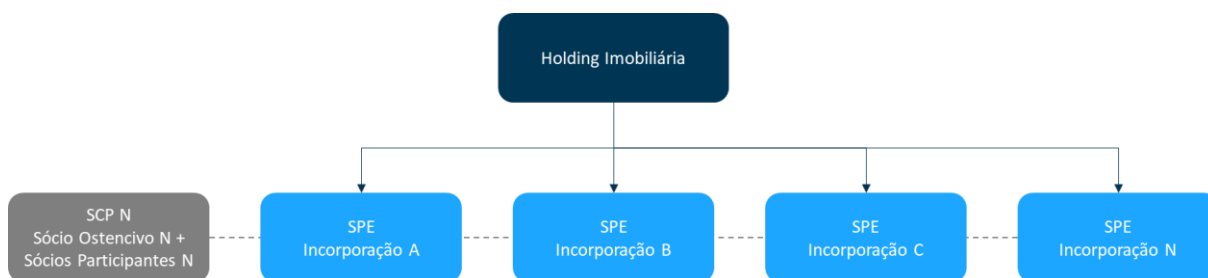 Holding Imobiliária
SCP N
Sócio Ostencivo N +
Sócios Participantes N
SPE
Incorporação A
SPE
Incorporação B
SPE
Incorporação C
SPE
Incorporação N